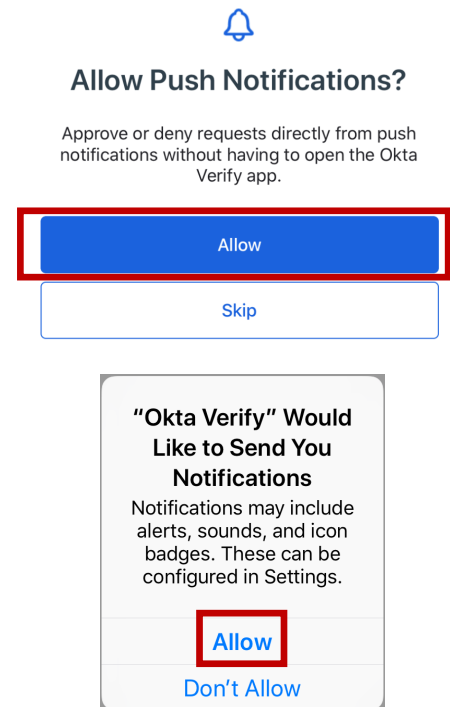 Allow Push Notifications?
Approve or deny requests directly from push
notifications without having to open the Okta
Verify app.
Allow
Skip
“Okta Verify” Would
Like to Send You
Notifications
Notifications may include
alerts, sounds, and icon
badges. These can be
configured in Settings.
Allow
Don’t Allow